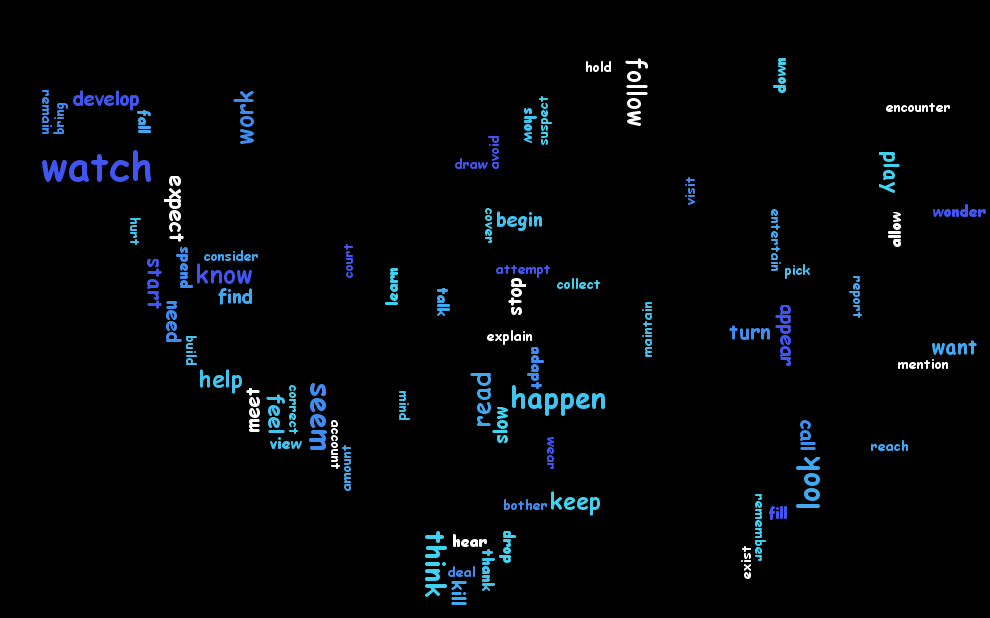 hold
follow
down
remain
bring
develop
fall
work
show
suspect
encounter
draw
avoid
watch
expect
play
visit
wonder
cover
begin
hurt
entertain
allow
start
spend
consider
know
find
court
learn
talk
attempt
stop
collect
pick
report
need
build
explain
maintain
turn
appear
want
mention
adapt
help
read
happen
slow
meet
feel
correct
view
seem
account
amount
mind
wear
call
look
reach
bother
keep
remember
fill
exist
think
hear
drop
thank
deal
kill